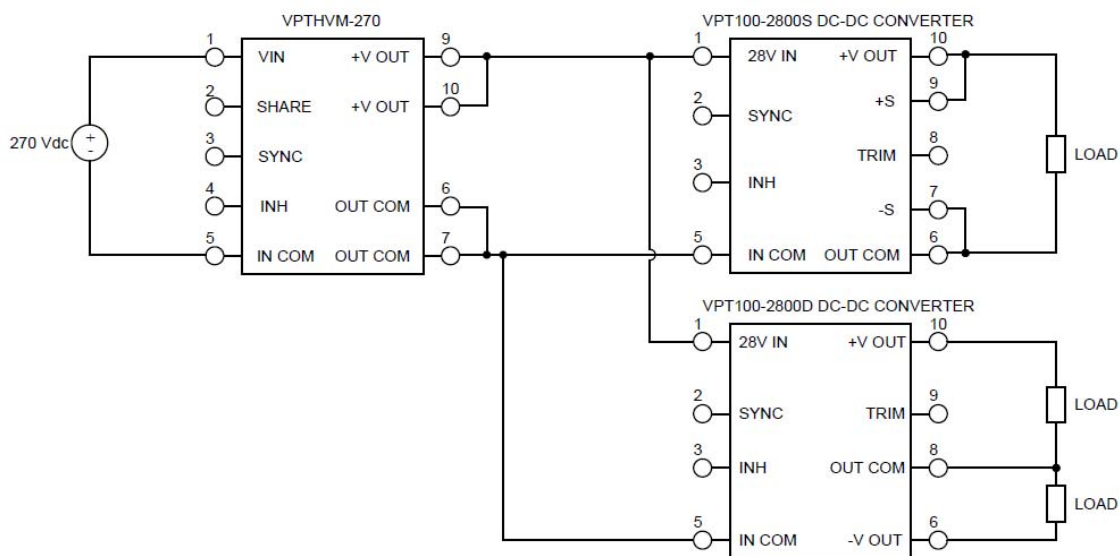 VPTHVM-270
270 Vdc
+
-
1
2
3
4
5
VIN
SHARE
SYNC
INH
IN COM
+V OUT
+V OUT
OUT COM
OUT COM
9
10
6
7
VPT100-2800S DC-DC CONVERTER
1
2
3
5
28V IN
SYNC
INH
IN COM
+V OUT
+S
TRIM
-S
OUT COM
10
9
8
7
6
LOAD
VPT100-2800D DC-DC CONVERTER
1
2
3
5
28V IN
SYNC
INH
IN COM
+V OUT
TRIM
OUT COM
-V OUT
10
9
8
6
LOAD
LOAD